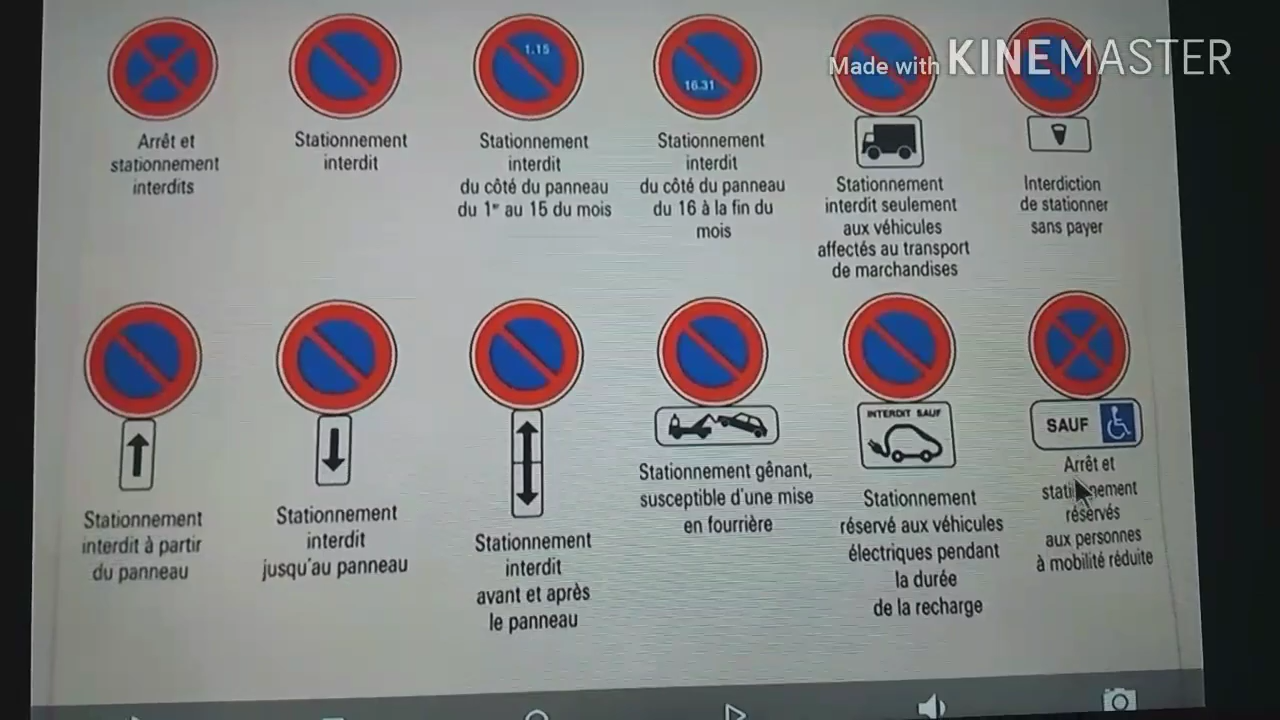 Made with KINEMASTER
1.15
16.31
Arrêt et
stationnement
interdits
Stationnement
interdit
Stationnement
interdit
du côté du panneau
du 1er au 15 du mois
Stationnement
interdit
du côté du panneau
du 16 à la fin du
mois
Stationnement
interdit seulement
aux véhicules
affectés au transport
de marchandises
Interdiction
de stationner
sans payer
Stationnement
interdit à partir
du panneau
Stationnement
interdit
jusqu'au panneau
Stationnement
interdit
avant et après
le panneau
Stationnement gênant,
susceptible d'une mise
en fourrière
INTERDIT SAUF
Stationnement
réservé aux véhicules
électriques pendant
la durée
de la recharge
SAUF
Arrêt et
stationnement
réservés
aux personnes
à mobilité réduite